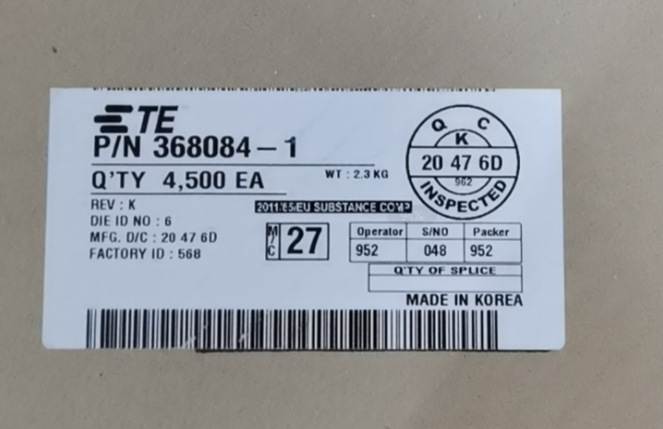 TE
P/N 368084-1
Q'TY 4,500 EA
WT : 2.3 KG
REV : K
DIE ID NO : 6
MFG. D/C : 20 47 6D
FACTORY ID : 568
2011/65/EU SUBSTANCE COMP
M/C 27
Q C
K
20 47 6D
962
INSPECTED
Operator S/NO Packer
952 048 952
Q'TY OF SPLICE
MADE IN KOREA